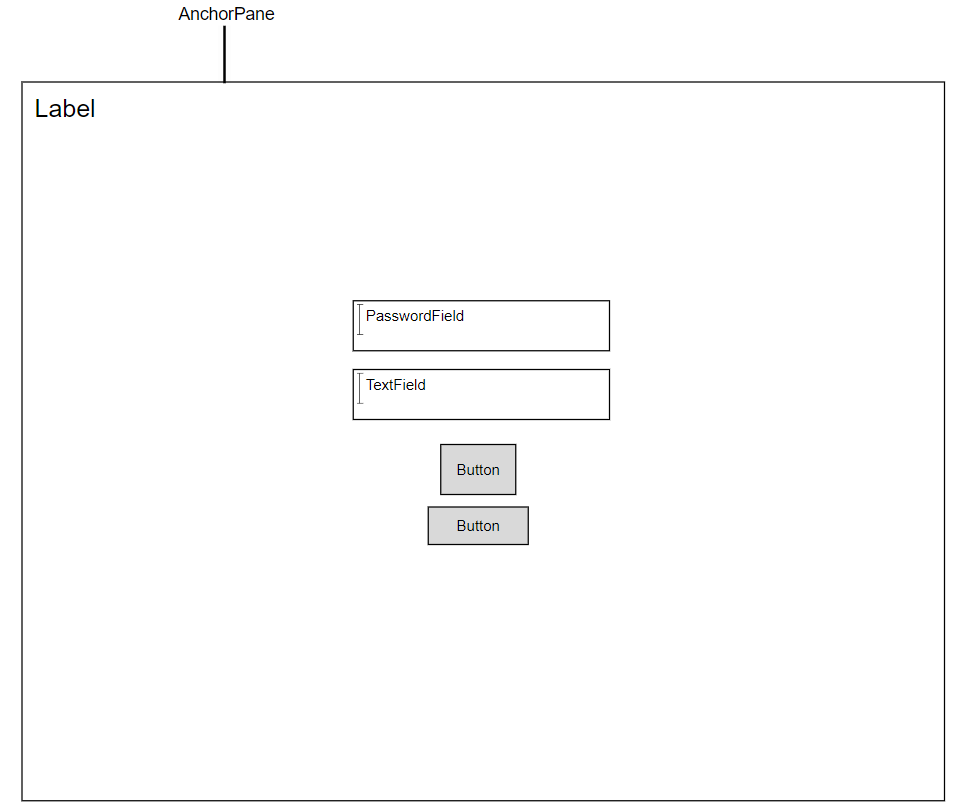 AnchorPane
Label
PasswordField
TextField
Button
Button